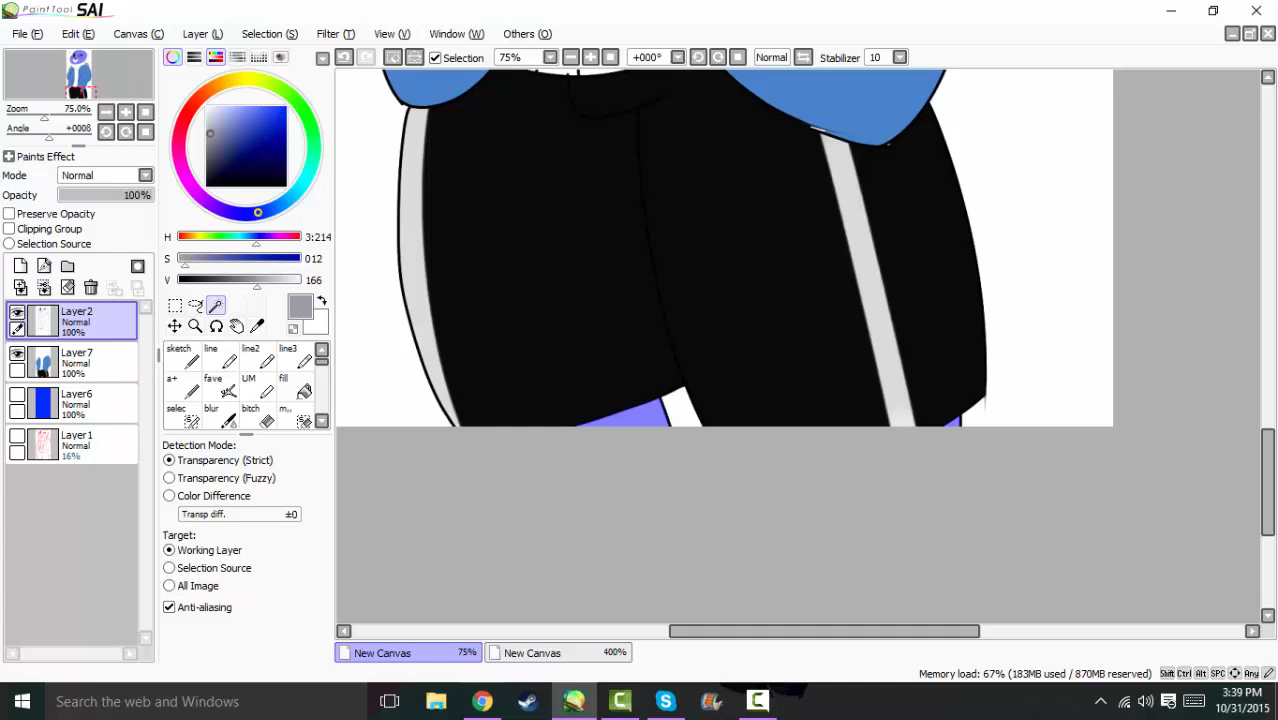 PaintTool SAI
File (F) Edit (E) Canvas (C) Layer (L) Selection (S) Filter (T) View (V) Window (W) Others (O)
Selection 75% +000° Normal Stabilizer 10
Zoom 75.0%
Angle +000ß
Paints Effect
Mode Normal
Opacity 100%
Preserve Opacity
Clipping Group
Selection Source
Layer2
Normal
100%
Layer7
Normal
100%
Layer6
Normal
100%
Layer1
Normal
16%
H 3:214
S 012
V 166
sketch line line2 line3
a+ fave UM fill
selec blur bitch m...
Detection Mode:
Transparency (Strict)
Transparency (Fuzzy)
Color Difference
Transp diff. ±0
Target:
Working Layer
Selection Source
All Image
Anti-aliasing
New Canvas 75% New Canvas 400%
Memory load: 67% (183MB used / 870MB reserved) Shift Ctrl Alt SPC Any
Search the web and Windows
3:39 PM
10/31/2015